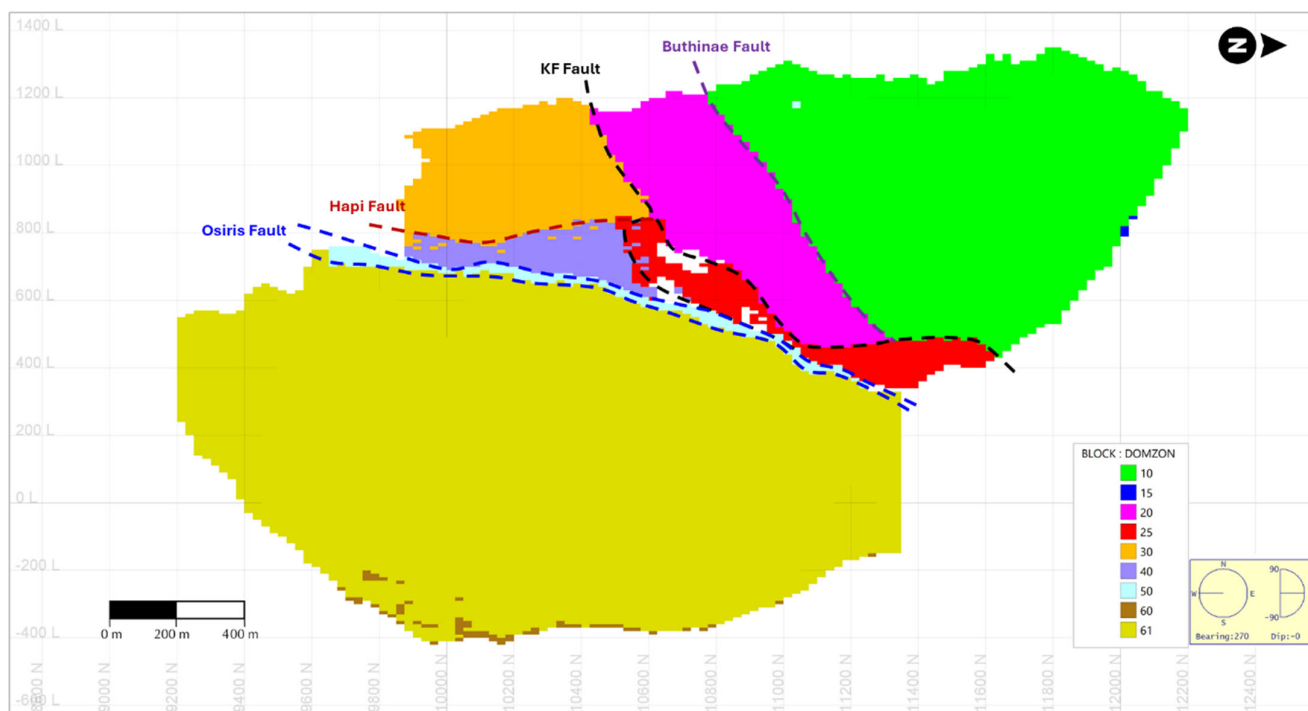 1400 L
Buthinae Fault
N
KF Fault
1200 L
1000 L
Hapi Fault
800 L
Osiris Fault
600 L
400 L
200 L
0 L
-200 L
-400 L
-600 L
0 m 200 m 400 m
BLOCK : DOMZON
10
15
20
25
30
40
50
60
61
N
W E
S
90
-90
Bearing:270 Dip:-0
9000 N
9200 N
9400 N
9600 N
9800 N
10000 N
10200 N
10400 N
10600 N
10800 N
11000 N
11200 N
11400 N
11600 N
11800 N
12000 N
12200 N
12400 N